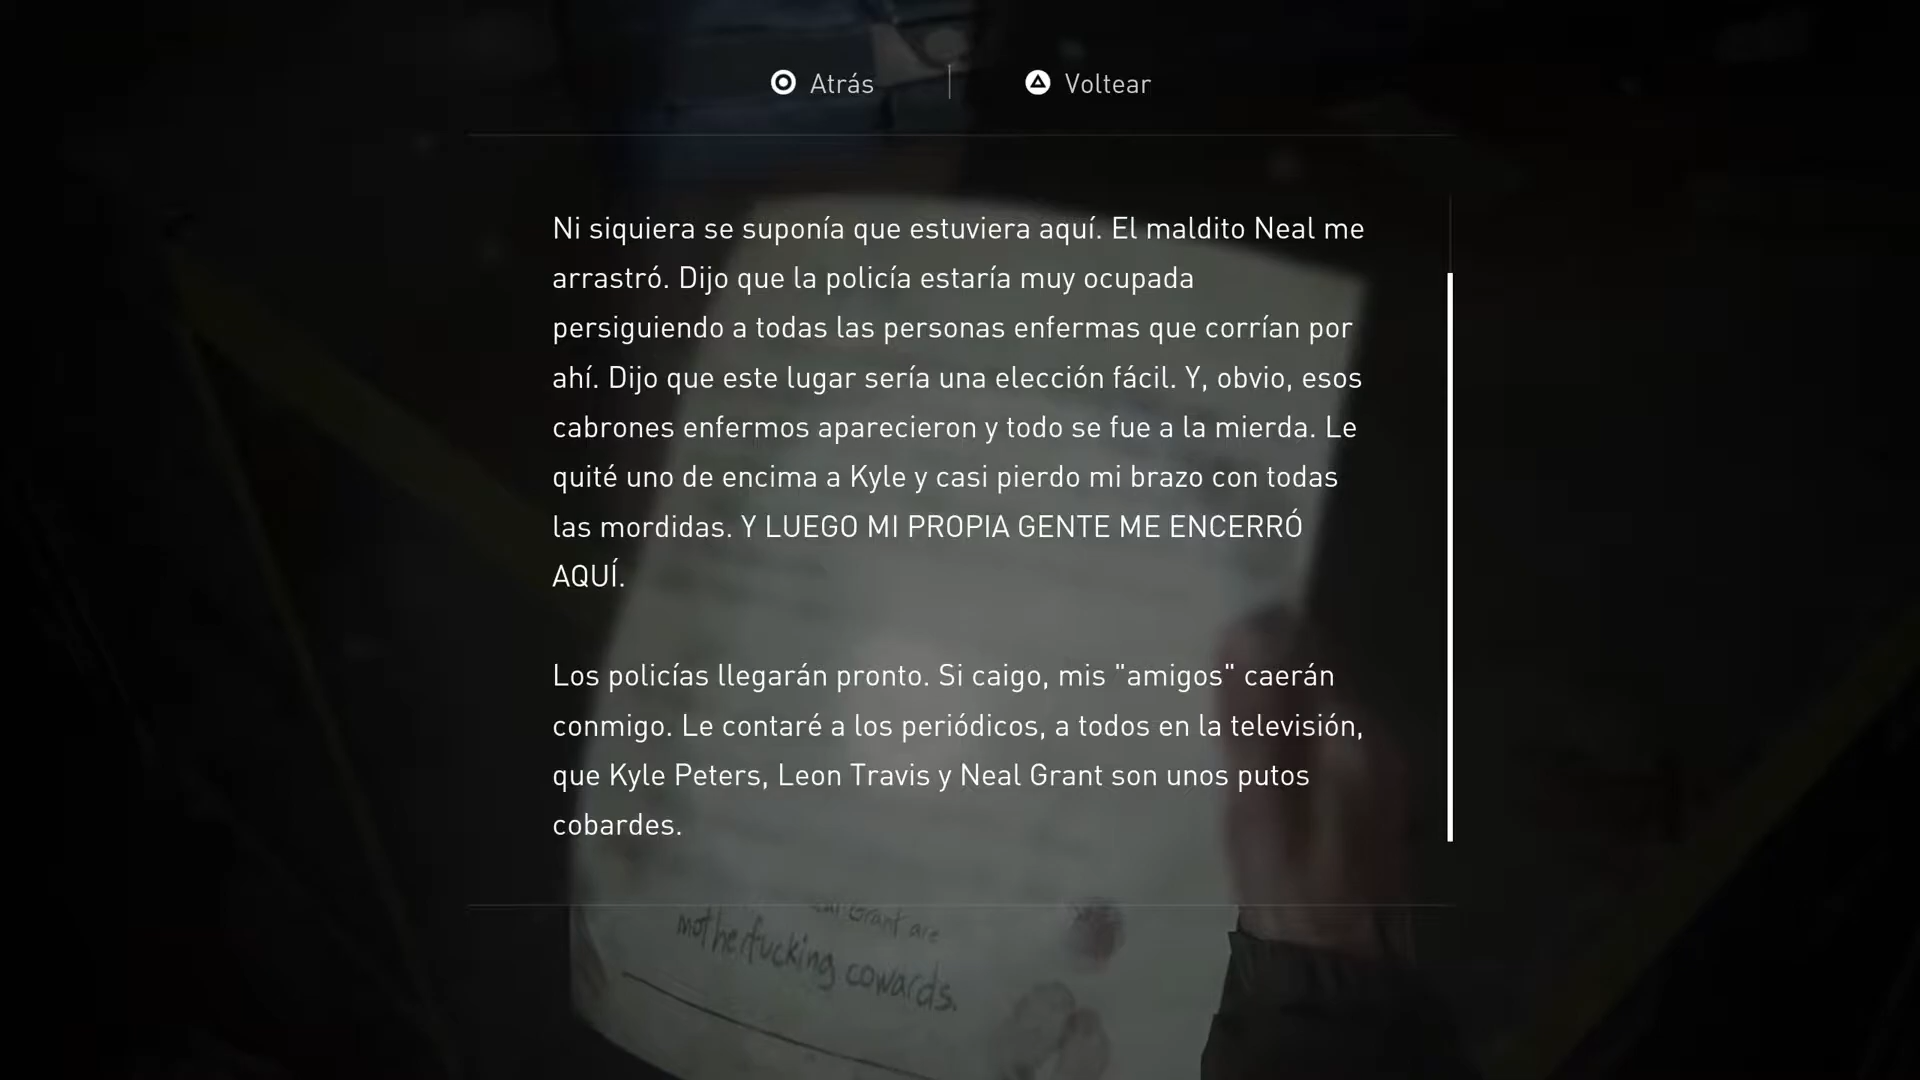 Atrás
Voltear
Ni siquiera se suponía que estuviera aquí. El maldito Neal me
arrastró. Dijo que la policía estaría muy ocupada
persiguiendo a todas las personas enfermas que corrían por
ahí. Dijo que este lugar sería una elección fácil. Y, obvio, esos
cabrones enfermos aparecieron y todo se fue a la mierda. Le
quité uno de encima a Kyle y casi pierdo mi brazo con todas
las mordidas. Y LUEGO MI PROPIA GENTE ME ENCERRÓ
AQUÍ.
Los policías llegarán pronto. Si caigo, mis "amigos" caerán
conmigo. Le contaré a los periódicos, a todos en la televisión,
que Kyle Peters, Leon Travis y Neal Grant son unos putos
cobardes.
Grant are
motherfucking cowards.